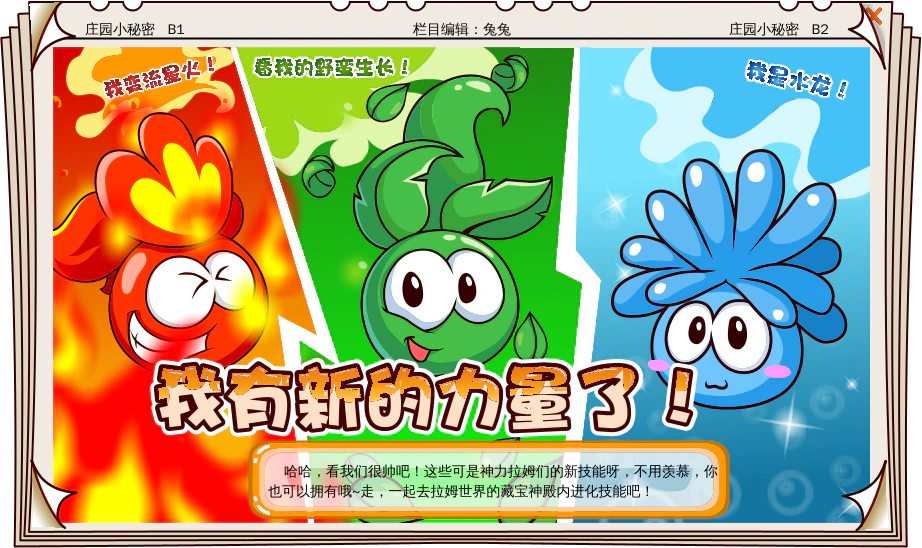 庄园小秘密 B1
栏目编辑：兔兔
庄园小秘密 B2
我变流星火！
看我的野蛮生长！
我是水龙！
我有新的力量了！
哈哈，看我们很帅吧！这些可是神力拉姆们的新技能呀，不用羡慕，你
也可以拥有哦~走，一起去拉姆世界的藏宝神殿内进化技能吧！